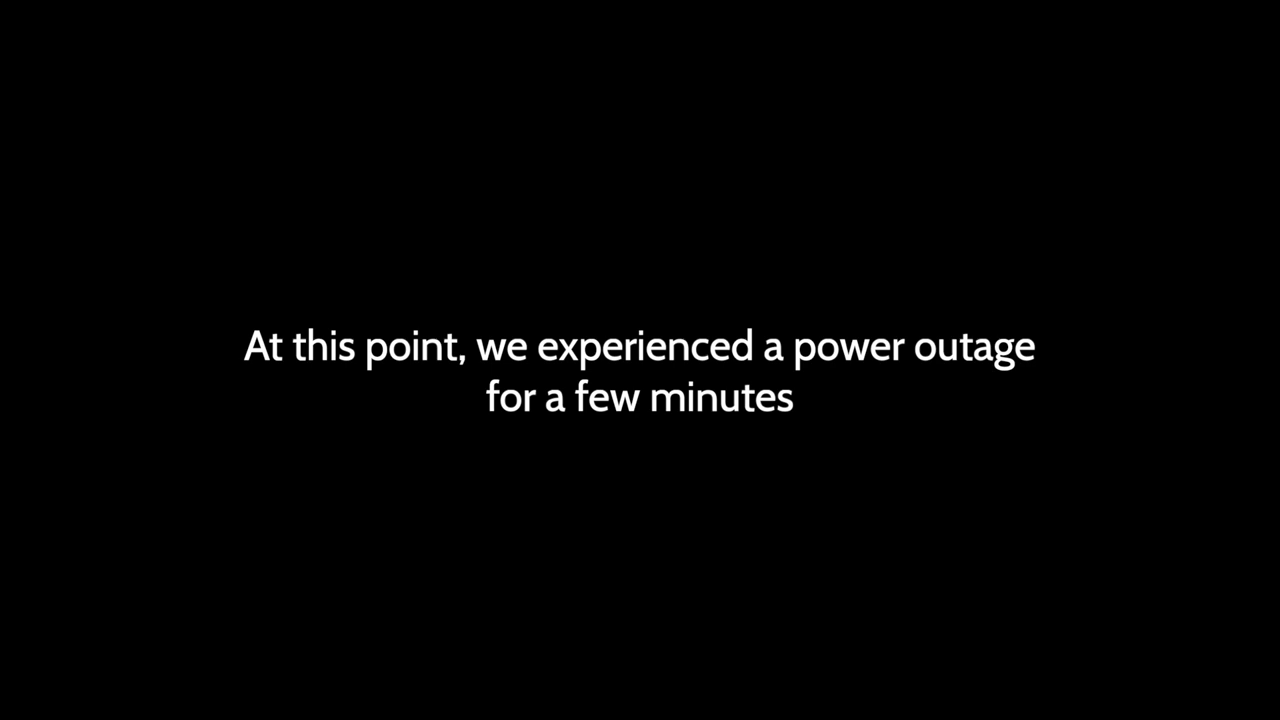 At this point, we experienced a power outage
for a few minutes